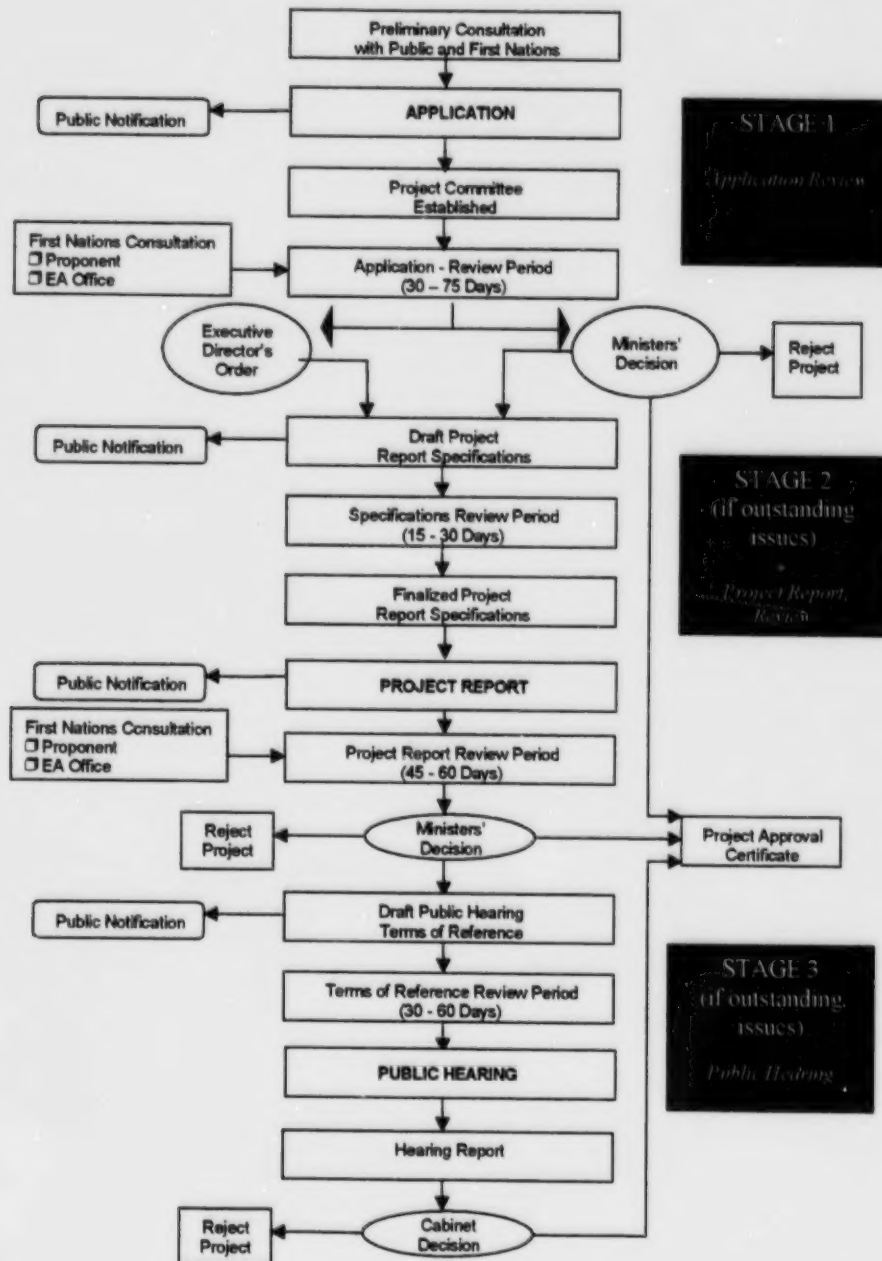 Preliminary Consultation
with Public and First Nations
Public Notification
APPLICATION
STAGE 1
Application Review
Project Committee
Established
First Nations Consultation
❒ Proponent
❒ EA Office
Application - Review Period
(30 – 75 Days)
Executive
Director's
Order
Ministers'
Decision
Reject
Project
Public Notification
Draft Project
Report Specifications
STAGE 2
(if outstanding
issues)
•
Project Report
Review
Specifications Review Period
(15 - 30 Days)
Finalized Project
Report Specifications
Public Notification
PROJECT REPORT
First Nations Consultation
❒ Proponent
❒ EA Office
Project Report Review Period
(45 - 60 Days)
Reject
Project
Ministers'
Decision
Project Approval
Certificate
Public Notification
Draft Public Hearing
Terms of Reference
STAGE 3
(if outstanding
issues)
Public Hearing
Terms of Reference Review Period
(30 - 60 Days)
PUBLIC HEARING
Hearing Report
Reject
Project
Cabinet
Decision